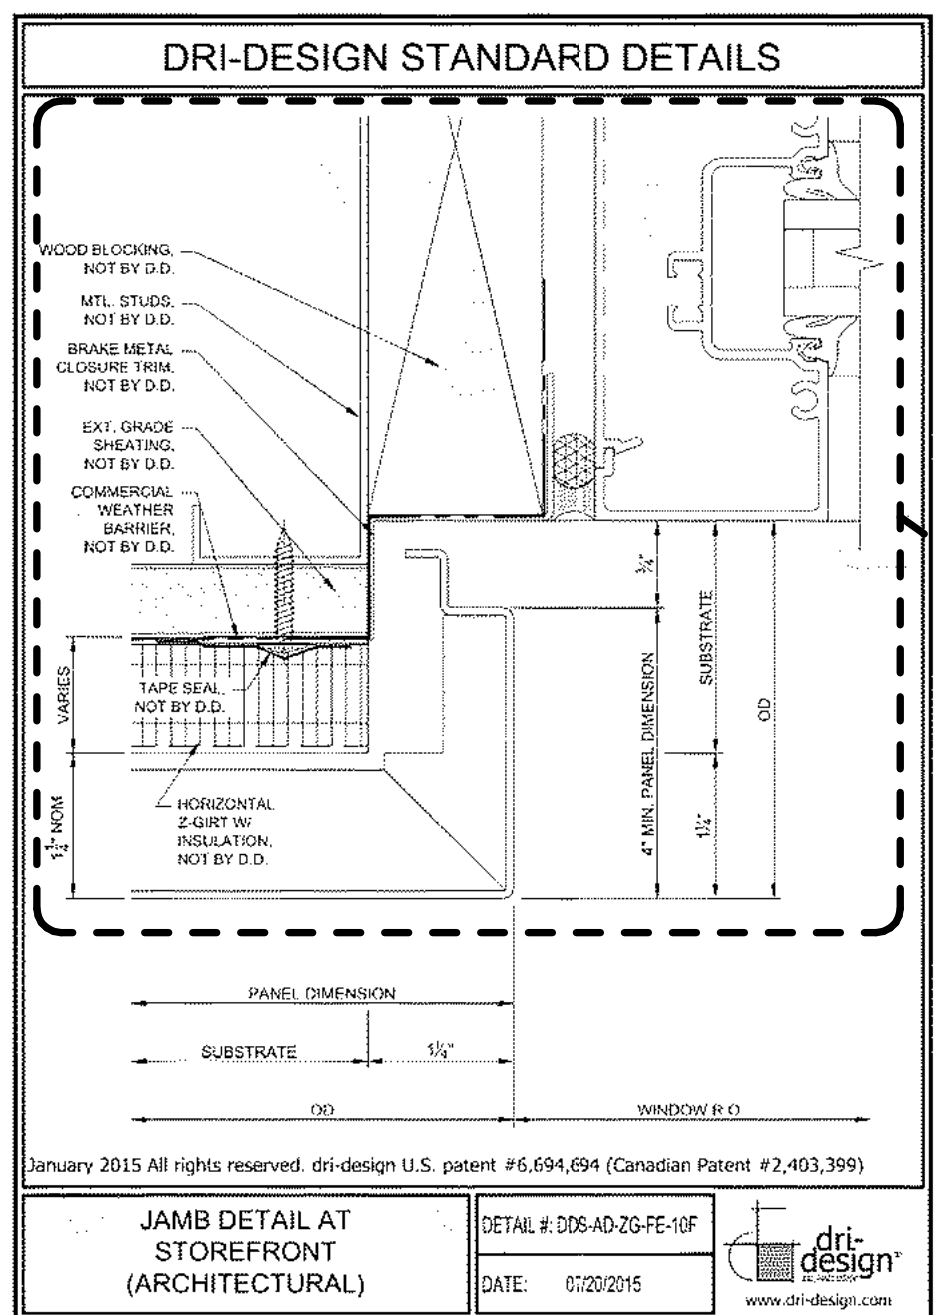 DRI-DESIGN STANDARD DETAILS
WOOD BLOCKING,
NOT BY D.D.
MTL. STUDS,
NOT BY D.D.
BRAKE METAL
CLOSURE TRIM,
NOT BY D.D.
EXT. GRADE
SHEATING,
NOT BY D.D.
COMMERCIAL
WEATHER
BARRIER,
NOT BY D.D.
TAPE SEAL,
NOT BY D.D.
HORIZONTAL
Z-GIRT W/
INSULATION,
NOT BY D.D.
VARIES
1¼" NOM
¾"
4" MIN. PANEL DIMENSION
SUBSTRATE
1¼"
OD
PANEL DIMENSION
SUBSTRATE
1¼"
OD
WINDOW R O
January 2015 All rights reserved. dri-design U.S. patent #6,694,694 (Canadian Patent #2,403,399)
JAMB DETAIL AT
STOREFRONT
(ARCHITECTURAL)
DETAIL #: DDS-AD-ZG-FE-10F
DATE: 07/20/2015
dri-
design
www.dri-design.com